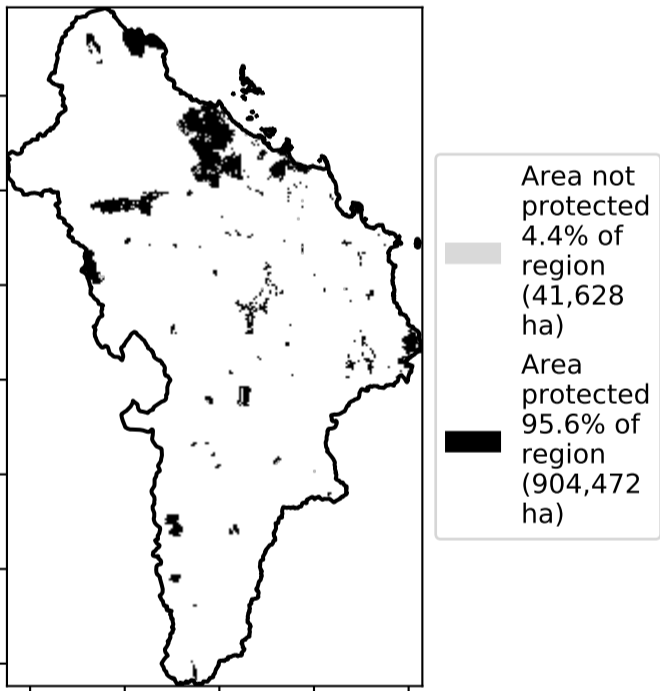 Area not
protected
4.4% of
region
(41,628
ha)
Area
protected
95.6% of
region
(904,472
ha)